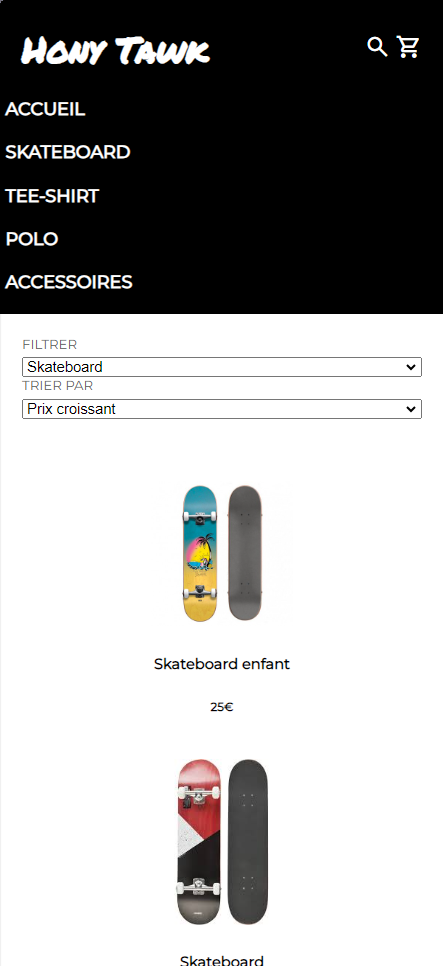 Hony Tawk
ACCUEIL
SKATEBOARD
TEE-SHIRT
POLO
ACCESSOIRES
FILTRER
Skateboard
TRIER PAR
Prix croissant
Skateboard enfant
25€
Skateboard